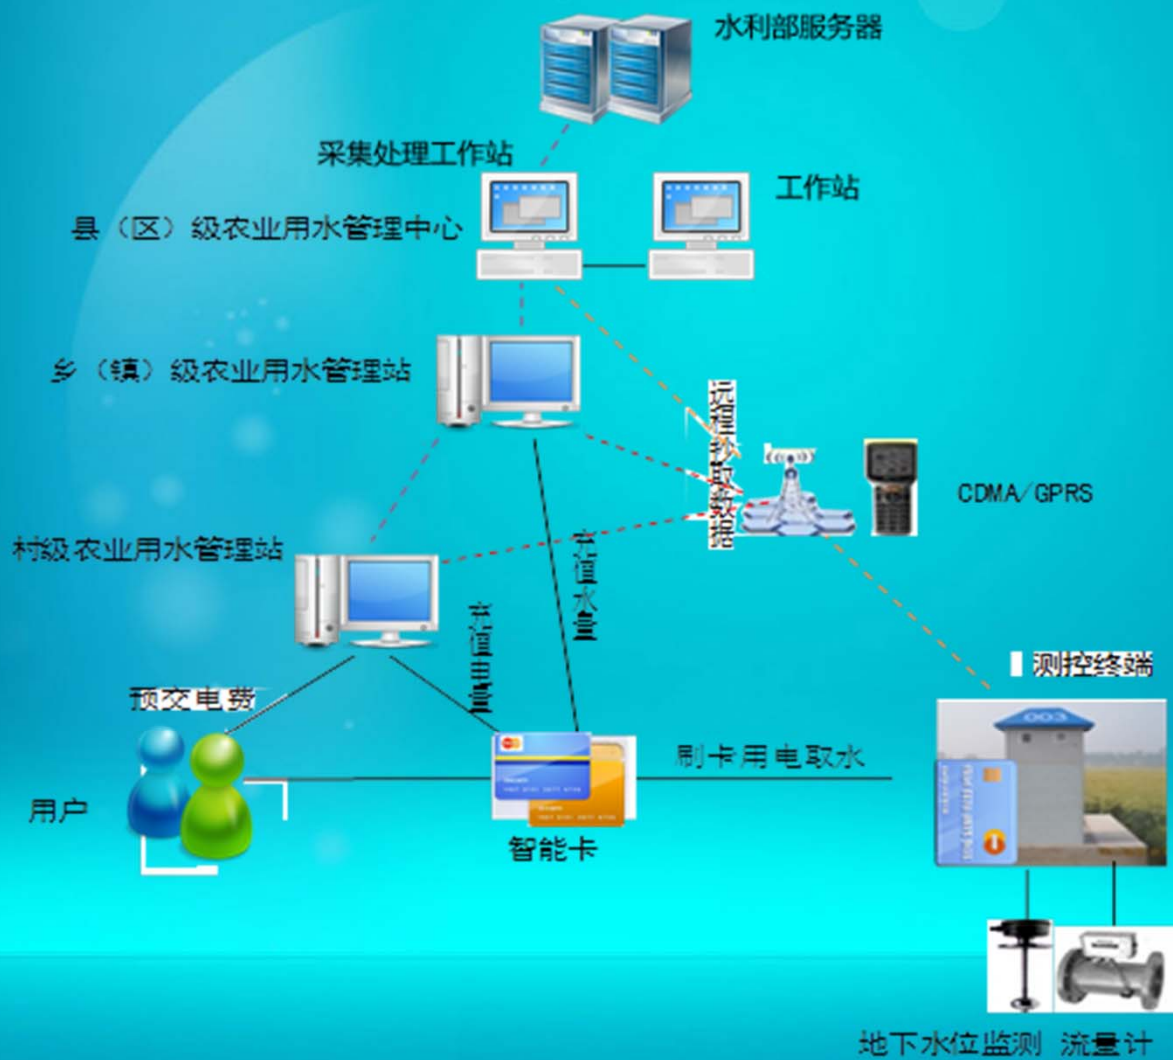 水利部服务器
采集处理工作站
工作站
县（区）级农业用水管理中心
乡（镇）级农业用水管理站
远程抄取数据
CDMA/GPRS
村级农业用水管理站
充值水量
充值电量
测控终端
预交电费
003
刷卡用电取水
用户
智能卡
地下水位监测 流量计